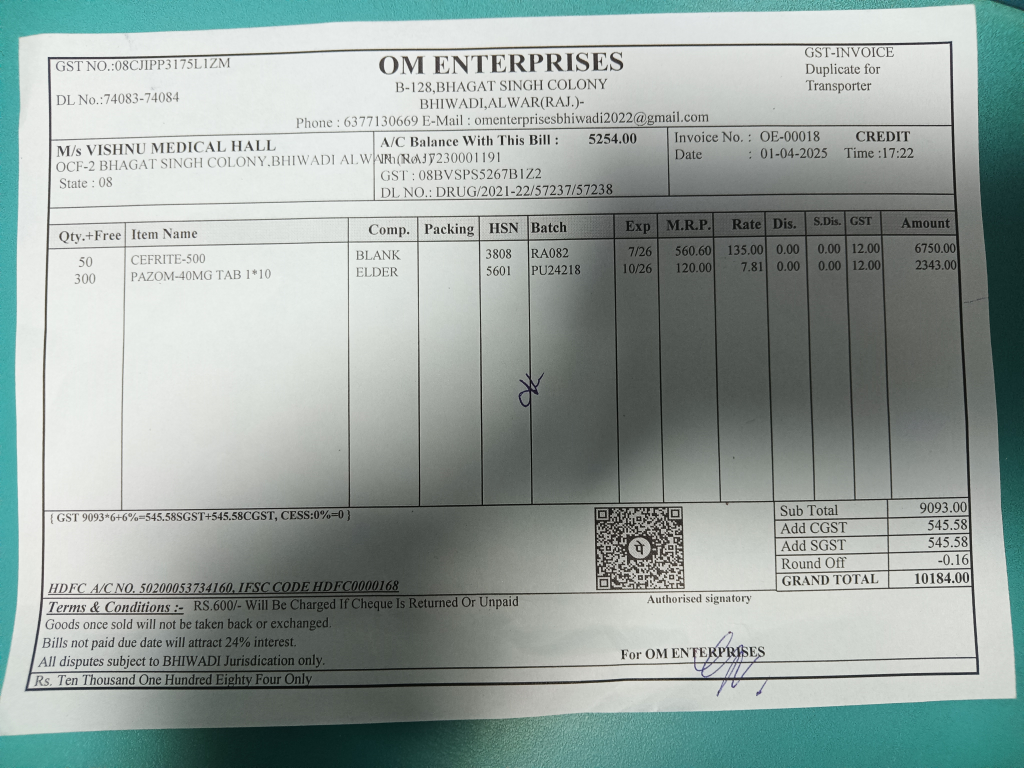 GST NO.:08CJIPP3175L1ZM
DL No.:74083-74084
OM ENTERPRISES
B-128,BHAGAT SINGH COLONY
BHIWADI,ALWAR(RAJ.)-
Phone : 6377130669 E-Mail : omenterprisesbhiwadi2022@gmail.com
GST-INVOICE
Duplicate for
Transporter
M/s VISHNU MEDICAL HALL
OCF-2 BHAGAT SINGH COLONY,BHIWADI ALWAR (RAJ)
State : 08
A/C Balance With This Bill : 5254.00
7230001191
GST : 08BVSPS5267B1Z2
DL NO.: DRUG/2021-22/57237/57238
Invoice No. : OE-00018 CREDIT
Date : 01-04-2025 Time :17:22
Qty.+Free Item Name Comp. Packing HSN Batch Exp M.R.P. Rate Dis. S.Dis. GST Amount
50 CEFRITE-500 BLANK 3808 RA082 7/26 560.60 135.00 0.00 0.00 12.00 6750.00
300 PAZOM-40MG TAB 1*10 ELDER 5601 PU24218 10/26 120.00 7.81 0.00 0.00 12.00 2343.00
{ GST 9093*6+6%=545.58SGST+545.58CGST, CESS:0%=0 }
पे
Sub Total 9093.00
Add CGST 545.58
Add SGST 545.58
Round Off -0.16
GRAND TOTAL 10184.00
HDFC A/C NO. 50200053734160, IFSC CODE HDFC0000168
Authorised signatory
Terms & Conditions :- RS.600/- Will Be Charged If Cheque Is Returned Or Unpaid
Goods once sold will not be taken back or exchanged.
Bills not paid due date will attract 24% interest.
All disputes subject to BHIWADI Jurisdication only.
For OM ENTERPRISES
Rs. Ten Thousand One Hundred Eighty Four Only